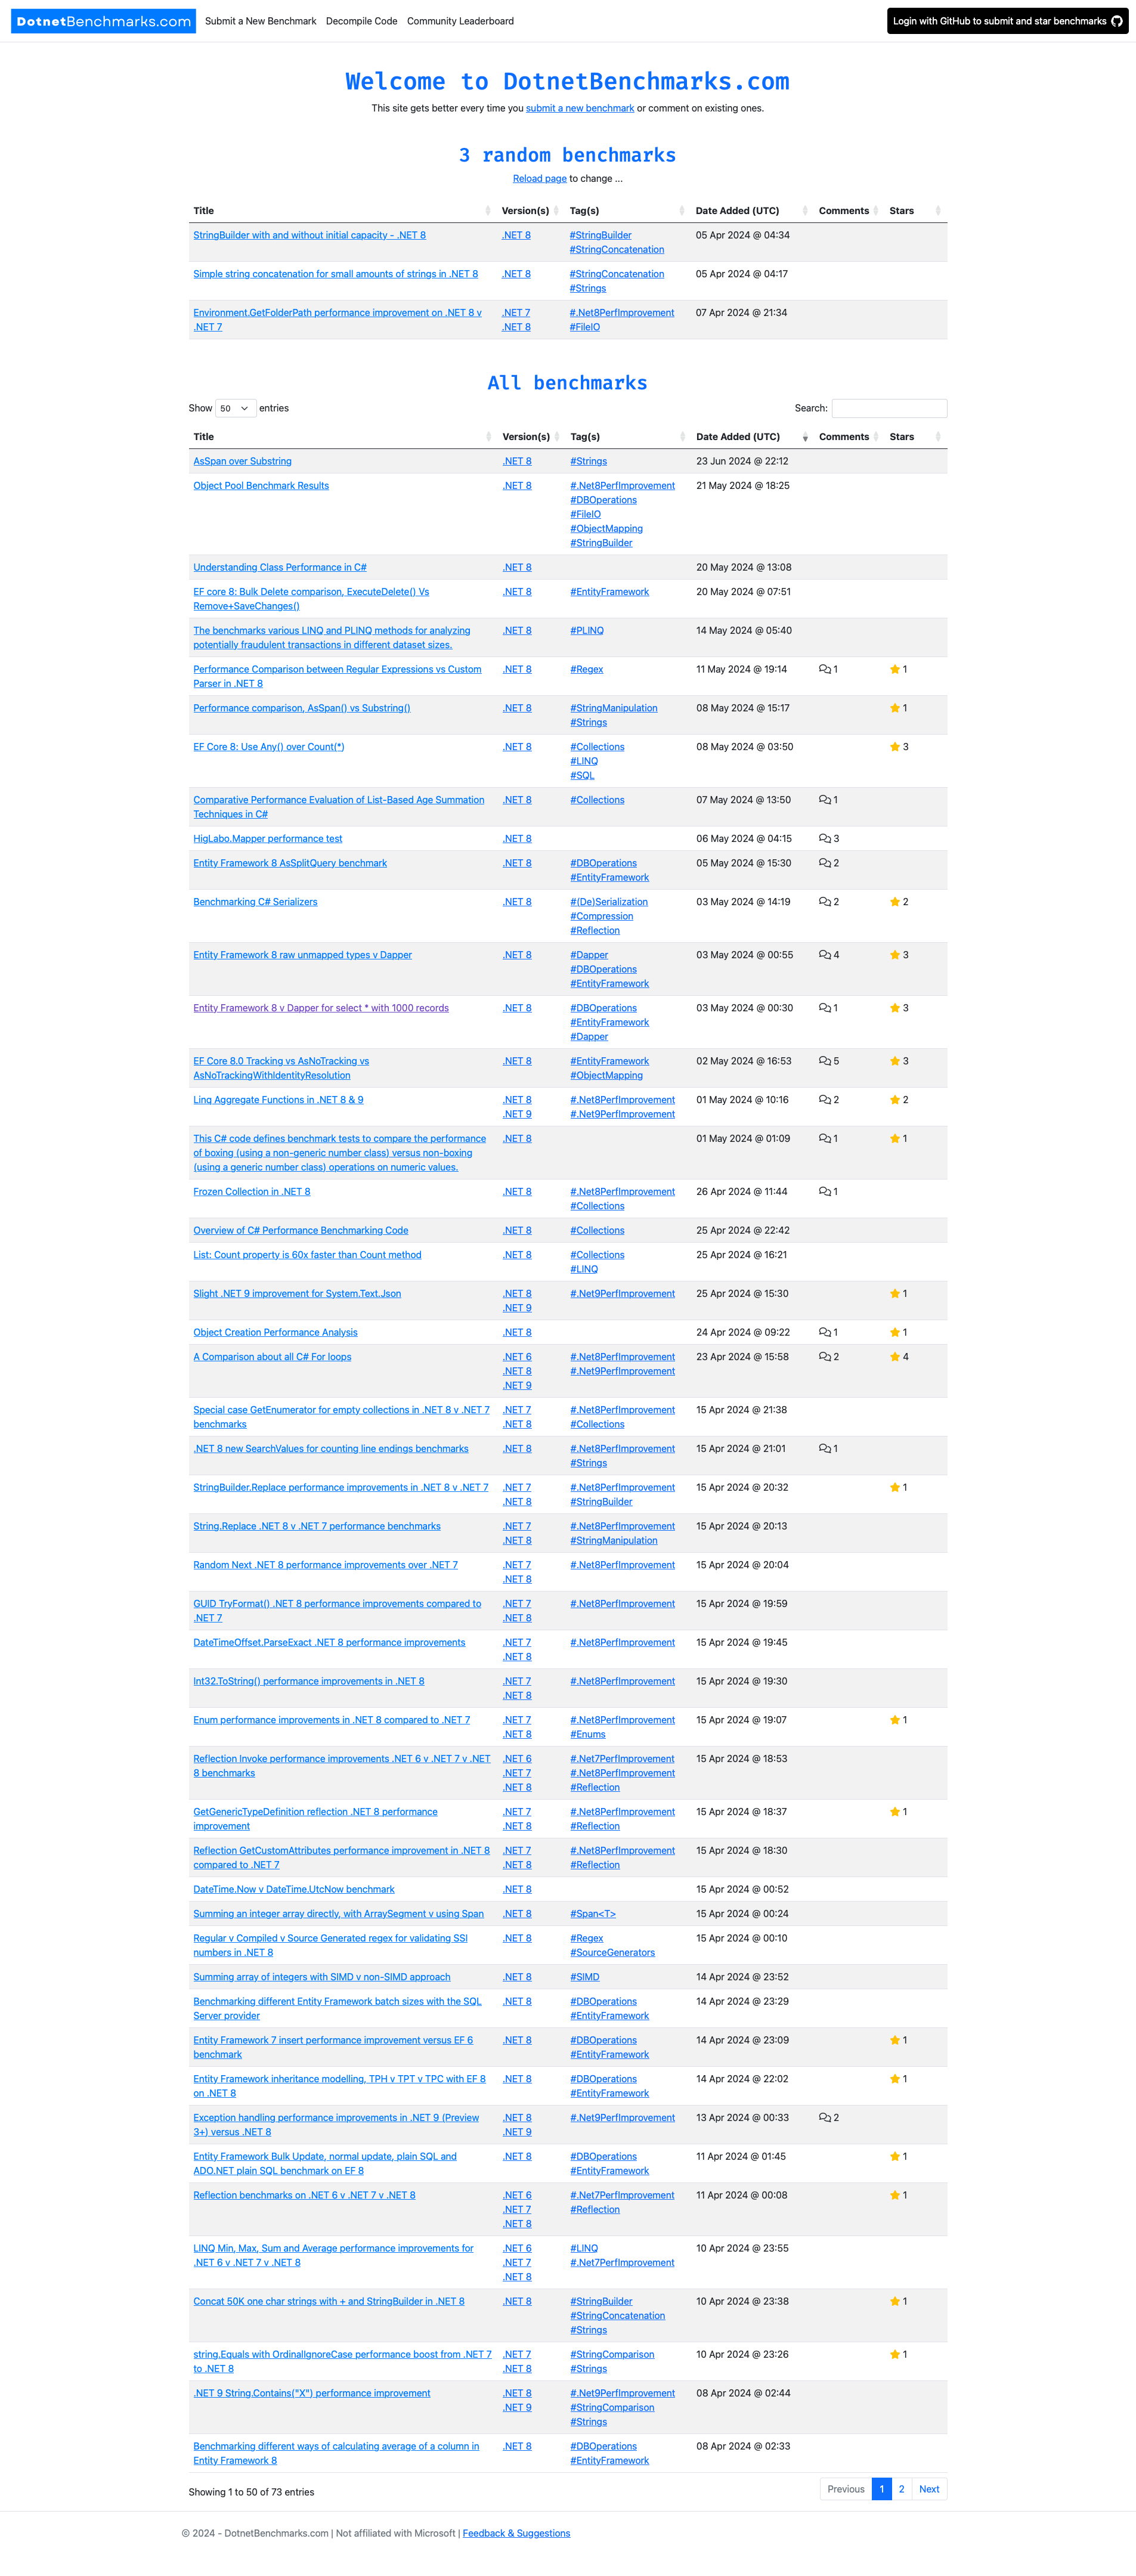 DotnetBenchmarks.com Submit a New Benchmark Decompile Code Community Leaderboard Login with GitHub to submit and star benchmarks
Welcome to DotnetBenchmarks.com
This site gets better every time you submit a new benchmark or comment on existing ones.
3 random benchmarks
Reload page to change ...
Title Version(s) Tag(s) Date Added (UTC) Comments Stars
StringBuilder with and without initial capacity - .NET 8 .NET 8 #StringBuilder 05 Apr 2024 @ 04:34
#StringConcatenation
Simple string concatenation for small amounts of strings in .NET 8 .NET 8 #StringConcatenation 05 Apr 2024 @ 04:17
#Strings
Environment.GetFolderPath performance improvement on .NET 8 v .NET 7 #.Net8PerfImprovement 07 Apr 2024 @ 21:34
.NET 7 .NET 8 #FileIO
All benchmarks
Show 50 entries Search:
Title Version(s) Tag(s) Date Added (UTC) Comments Stars
AsSpan over Substring .NET 8 #Strings 23 Jun 2024 @ 22:12
Object Pool Benchmark Results .NET 8 #.Net8PerfImprovement 21 May 2024 @ 18:25
#DBOperations
#FileIO
#ObjectMapping
#StringBuilder
Understanding Class Performance in C# .NET 8 20 May 2024 @ 13:08
EF core 8: Bulk Delete comparison, ExecuteDelete() Vs .NET 8 #EntityFramework 20 May 2024 @ 07:51
Remove+SaveChanges()
The benchmarks various LINQ and PLINQ methods for analyzing .NET 8 #PLINQ 14 May 2024 @ 05:40
potentially fraudulent transactions in different dataset sizes.
Performance Comparison between Regular Expressions vs Custom .NET 8 #Regex 11 May 2024 @ 19:14 1 1
Parser in .NET 8
Performance comparison, AsSpan() vs Substring() .NET 8 #StringManipulation 08 May 2024 @ 15:17 1
#Strings
EF Core 8: Use Any() over Count(*) .NET 8 #Collections 08 May 2024 @ 03:50 3
#LINQ
#SQL
Comparative Performance Evaluation of List-Based Age Summation .NET 8 #Collections 07 May 2024 @ 13:50 1
Techniques in C#
HigLabo.Mapper performance test .NET 8 06 May 2024 @ 04:15 3
Entity Framework 8 AsSplitQuery benchmark .NET 8 #DBOperations 05 May 2024 @ 15:30 2
#EntityFramework
Benchmarking C# Serializers .NET 8 #(De)Serialization 03 May 2024 @ 14:19 2 2
#Compression
#Reflection
Entity Framework 8 raw unmapped types v Dapper .NET 8 #Dapper 03 May 2024 @ 00:55 4 3
#DBOperations
#EntityFramework
Entity Framework 8 v Dapper for select * with 1000 records .NET 8 #DBOperations 03 May 2024 @ 00:30 1 3
#EntityFramework
#Dapper
EF Core 8.0 Tracking vs AsNoTracking vs .NET 8 #EntityFramework 02 May 2024 @ 16:53 5 3
AsNoTrackingWithIdentityResolution #ObjectMapping
Linq Aggregate Functions in .NET 8 & 9 .NET 8 #.Net8PerfImprovement 01 May 2024 @ 10:16 2 2
.NET 9 #.Net9PerfImprovement
This C# code defines benchmark tests to compare the performance .NET 8 01 May 2024 @ 01:09 1 1
of boxing (using a non-generic number class) versus non-boxing
(using a generic number class) operations on numeric values.
Frozen Collection in .NET 8 .NET 8 #.Net8PerfImprovement 26 Apr 2024 @ 11:44 1
#Collections
Overview of C# Performance Benchmarking Code .NET 8 #Collections 25 Apr 2024 @ 22:42
List: Count property is 60x faster than Count method .NET 8 #Collections 25 Apr 2024 @ 16:21
#LINQ
Slight .NET 9 improvement for System.Text.Json .NET 8 #.Net9PerfImprovement 25 Apr 2024 @ 15:30 1
.NET 9
Object Creation Performance Analysis .NET 8 24 Apr 2024 @ 09:22 1 1
A Comparison about all C# For loops .NET 6 #.Net8PerfImprovement 23 Apr 2024 @ 15:58 2 4
.NET 8 #.Net9PerfImprovement
.NET 9
Special case GetEnumerator for empty collections in .NET 8 v .NET 7 .NET 7 #.Net8PerfImprovement 15 Apr 2024 @ 21:38
benchmarks .NET 8 #Collections
.NET 8 new SearchValues for counting line endings benchmarks .NET 8 #.Net8PerfImprovement 15 Apr 2024 @ 21:01 1
#Strings
StringBuilder.Replace performance improvements in .NET 8 v .NET 7 .NET 7 #.Net8PerfImprovement 15 Apr 2024 @ 20:32 1
.NET 8 #StringBuilder
String.Replace .NET 8 v .NET 7 performance benchmarks .NET 7 #.Net8PerfImprovement 15 Apr 2024 @ 20:13
.NET 8 #StringManipulation
Random Next .NET 8 performance improvements over .NET 7 .NET 7 #.Net8PerfImprovement 15 Apr 2024 @ 20:04
.NET 8
GUID TryFormat() .NET 8 performance improvements compared to .NET 7 #.Net8PerfImprovement 15 Apr 2024 @ 19:59
.NET 7 .NET 8
DateTimeOffset.ParseExact .NET 8 performance improvements .NET 7 #.Net8PerfImprovement 15 Apr 2024 @ 19:45
.NET 8
Int32.ToString() performance improvements in .NET 8 .NET 7 #.Net8PerfImprovement 15 Apr 2024 @ 19:30
.NET 8
Enum performance improvements in .NET 8 compared to .NET 7 .NET 7 #.Net8PerfImprovement 15 Apr 2024 @ 19:07 1
.NET 8 #Enums
Reflection Invoke performance improvements .NET 6 v .NET 7 v .NET .NET 6 #.Net7PerfImprovement 15 Apr 2024 @ 18:53
8 benchmarks .NET 7 #.Net8PerfImprovement
.NET 8 #Reflection
GetGenericTypeDefinition reflection .NET 8 performance .NET 7 #.Net8PerfImprovement 15 Apr 2024 @ 18:37 1
improvement .NET 8 #Reflection
Reflection GetCustomAttributes performance improvement in .NET 8 .NET 7 #.Net8PerfImprovement 15 Apr 2024 @ 18:30
compared to .NET 7 .NET 8 #Reflection
DateTime.Now v DateTime.UtcNow benchmark .NET 8 15 Apr 2024 @ 00:52
Summing an integer array directly, with ArraySegment v using Span .NET 8 #Span<T> 15 Apr 2024 @ 00:24
Regular v Compiled v Source Generated regex for validating SSI .NET 8 #Regex 15 Apr 2024 @ 00:10
numbers in .NET 8 #SourceGenerators
Summing array of integers with SIMD v non-SIMD approach .NET 8 #SIMD 14 Apr 2024 @ 23:52
Benchmarking different Entity Framework batch sizes with the SQL .NET 8 #DBOperations 14 Apr 2024 @ 23:29
Server provider #EntityFramework
Entity Framework 7 insert performance improvement versus EF 6 .NET 8 #DBOperations 14 Apr 2024 @ 23:09 1
benchmark #EntityFramework
Entity Framework inheritance modelling, TPH v TPT v TPC with EF 8 .NET 8 #DBOperations 14 Apr 2024 @ 22:02 1
on .NET 8 #EntityFramework
Exception handling performance improvements in .NET 9 (Preview .NET 8 #.Net9PerfImprovement 13 Apr 2024 @ 00:33 2
3+) versus .NET 8 .NET 9
Entity Framework Bulk Update, normal update, plain SQL and .NET 8 #DBOperations 11 Apr 2024 @ 01:45 1
ADO.NET plain SQL benchmark on EF 8 #EntityFramework
Reflection benchmarks on .NET 6 v .NET 7 v .NET 8 .NET 6 #.Net7PerfImprovement 11 Apr 2024 @ 00:08 1
.NET 7 #Reflection
.NET 8
LINQ Min, Max, Sum and Average performance improvements for .NET 6 #LINQ 10 Apr 2024 @ 23:55
.NET 6 v .NET 7 v .NET 8 .NET 7 #.Net7PerfImprovement
.NET 8
Concat 50K one char strings with + and StringBuilder in .NET 8 .NET 8 #StringBuilder 10 Apr 2024 @ 23:38 1
#StringConcatenation
#Strings
string.Equals with OrdinalIgnoreCase performance boost from .NET 7 .NET 7 #StringComparison 10 Apr 2024 @ 23:26 1
to .NET 8 .NET 8 #Strings
.NET 9 String.Contains("X") performance improvement .NET 8 #.Net9PerfImprovement 08 Apr 2024 @ 02:44
.NET 9 #StringComparison
#Strings
Benchmarking different ways of calculating average of a column in .NET 8 #DBOperations 08 Apr 2024 @ 02:33
Entity Framework 8 #EntityFramework
Showing 1 to 50 of 73 entries Previous 1 2 Next
© 2024 - DotnetBenchmarks.com | Not affiliated with Microsoft | Feedback & Suggestions